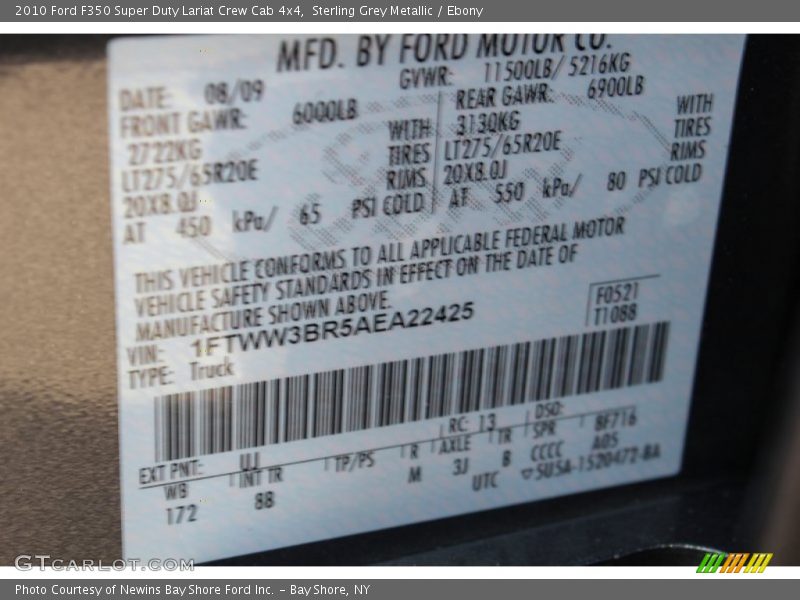 2010 Ford F350 Super Duty Lariat Crew Cab 4x4, Sterling Grey Metallic / Ebony
MFD. BY FORD MOTOR CO.
DATE: 08/09 GVWR: 11500LB/ 5216KG
FRONT GAWR: 6000LB REAR GAWR: 6900LB
2722KG WITH 3130KG WITH
LT275/65R20E TIRES LT275/65R20E TIRES
20X8.0J RIMS 20X8.0J RIMS
AT 450 kPa/ 65 PSI COLD AT 550 kPa/ 80 PSI COLD
THIS VEHICLE CONFORMS TO ALL APPLICABLE FEDERAL MOTOR
VEHICLE SAFETY STANDARDS IN EFFECT ON THE DATE OF
MANUFACTURE SHOWN ABOVE.
VIN: 1FTWW3BR5AEA22425
TYPE: Truck
F0521
T1088
EXT PNT: UJ RC: 13 DSO:
WB INT TR TP/PS R AXLE TR SPR BF716
172 8B M 3J B CCCC A05
UTC 5U5A-1520472-BA
GTCarLot.com
Photo Courtesy of Newins Bay Shore Ford Inc. - Bay Shore, NY